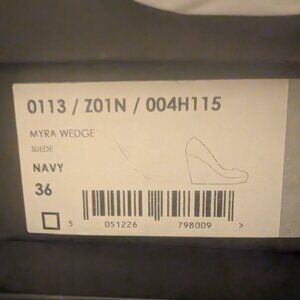 0113 / Z01N / 004H115
MYRA WEDGE
SUEDE
NAVY
36
5 051226 798009 >